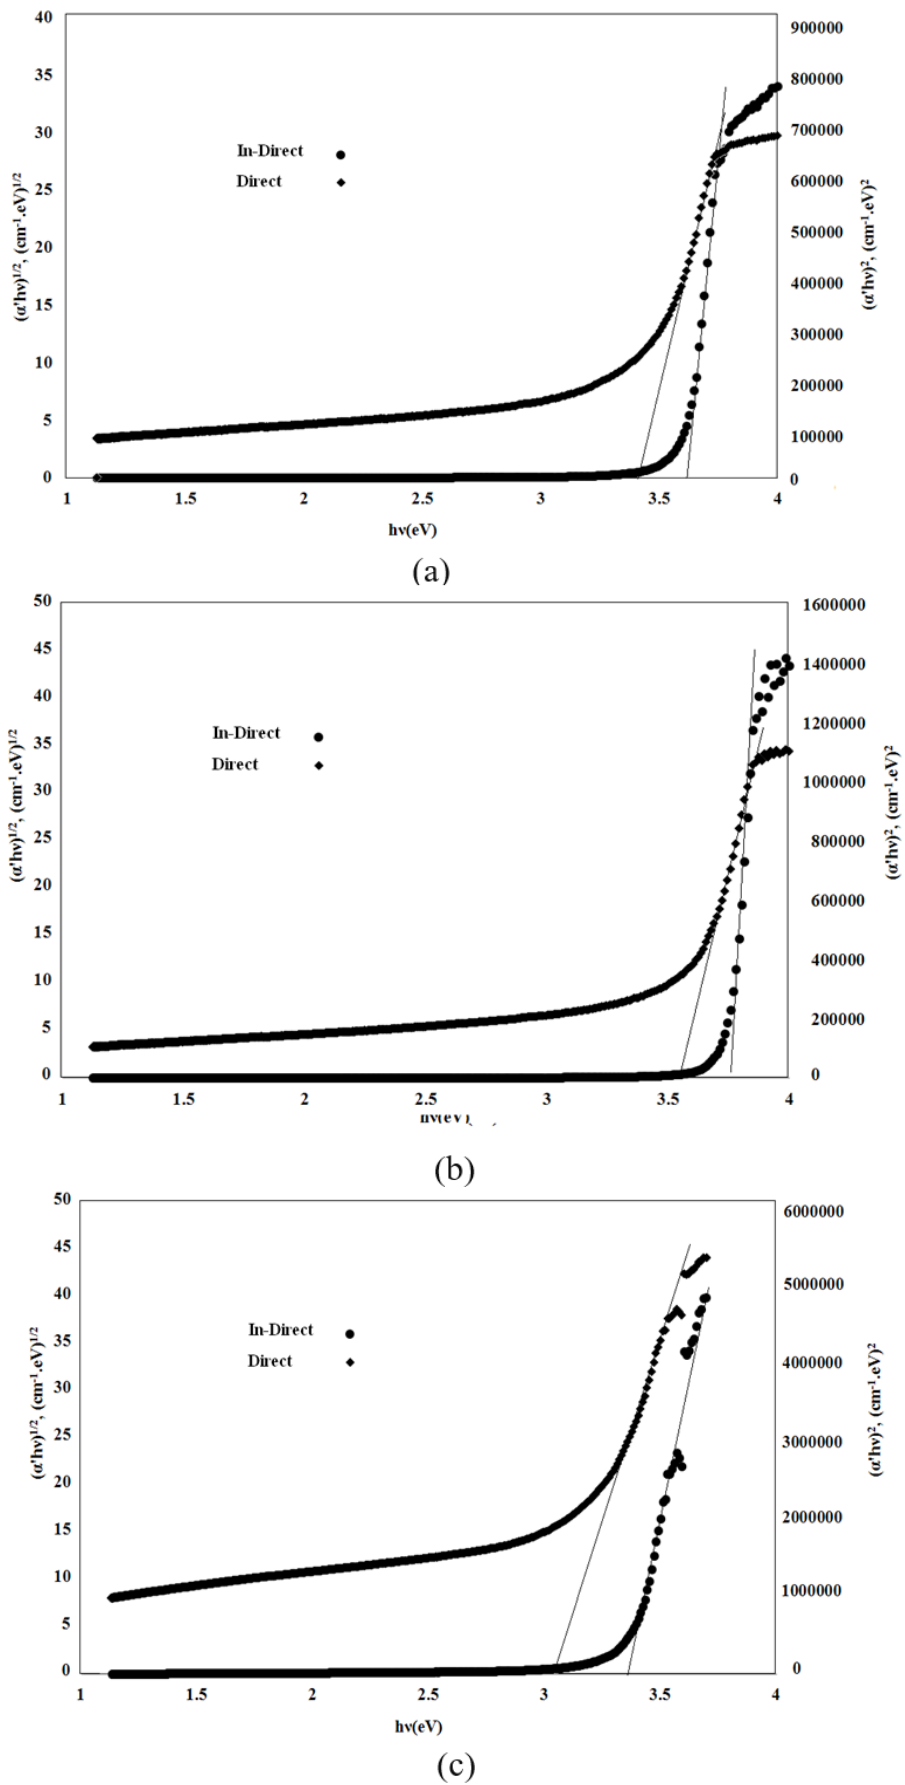 40
35
30
25
20
15
10
5
0
900000
800000
700000
600000
500000
400000
300000
200000
100000
0
(α'hν)1/2, (cm-1.eV)1/2
(α'hν)2, (cm-1.eV)2
In-Direct
Direct
1 1.5 2 2.5 3 3.5 4
hν(eV)
(a)
50
45
40
35
30
25
20
15
10
5
0
1600000
1400000
1200000
1000000
800000
600000
400000
200000
0
(α'hν)1/2, (cm-1.eV)1/2
(α'hν)2, (cm-1.eV)2
In-Direct
Direct
1 1.5 2 2.5 3 3.5 4
hν(eV)
(b)
50
45
40
35
30
25
20
15
10
5
0
6000000
5000000
4000000
3000000
2000000
1000000
0
(α'hν)1/2, (cm-1.eV)1/2
(α'hν)2, (cm-1.eV)2
In-Direct
Direct
1 1.5 2 2.5 3 3.5 4
hν(eV)
(c)